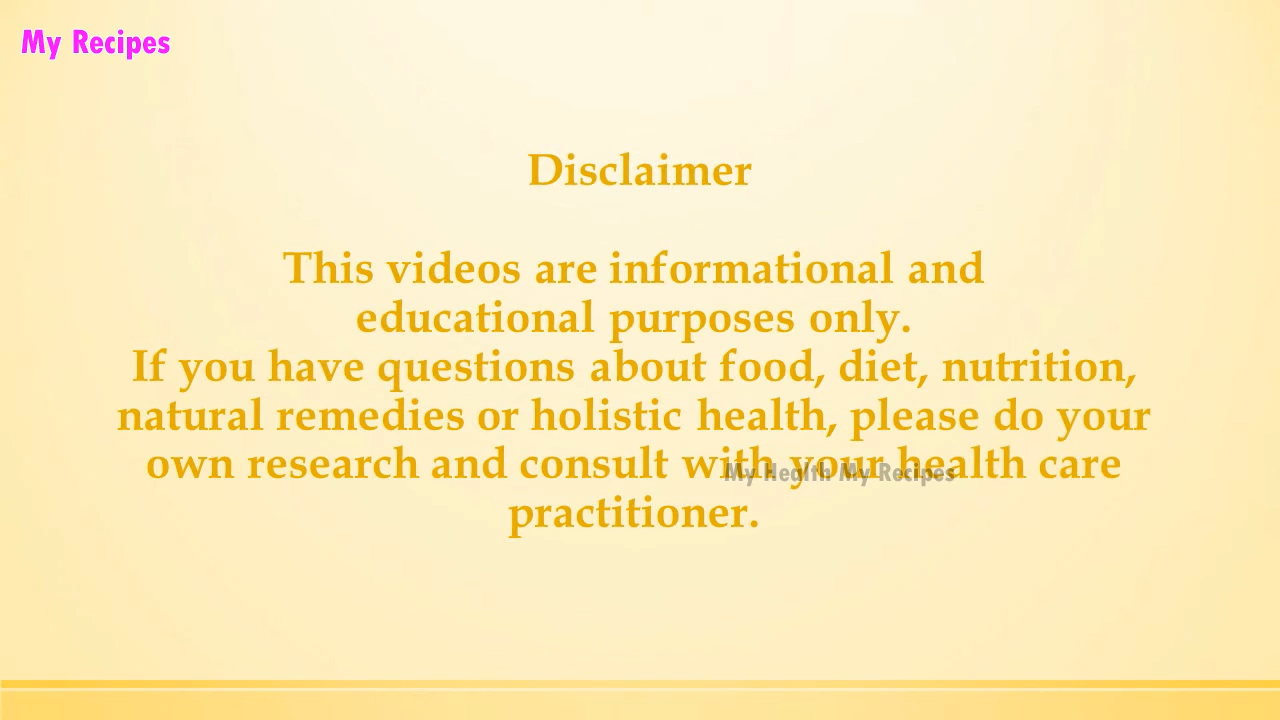 My Recipes
Disclaimer
This videos are informational and
educational purposes only.
If you have questions about food, diet, nutrition,
natural remedies or holistic health, please do your
own research and consult with your health care
My Health My Recipes
practitioner.